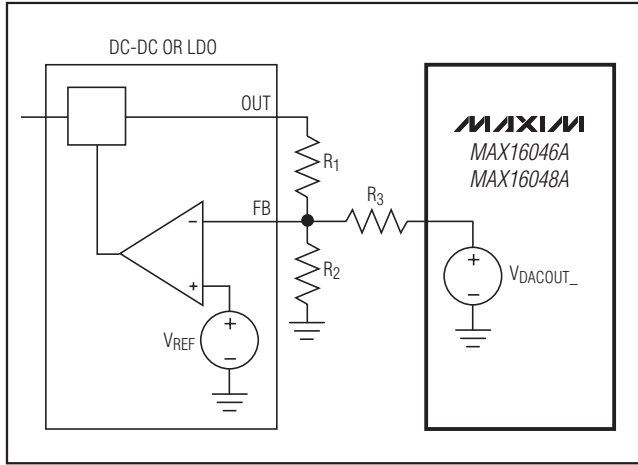 DC-DC OR LDO
OUT
R1
FB
R3
R2
−
+
VREF
+
−
MAXIM
MAX16046A
MAX16048A
+
−
VDACOUT_